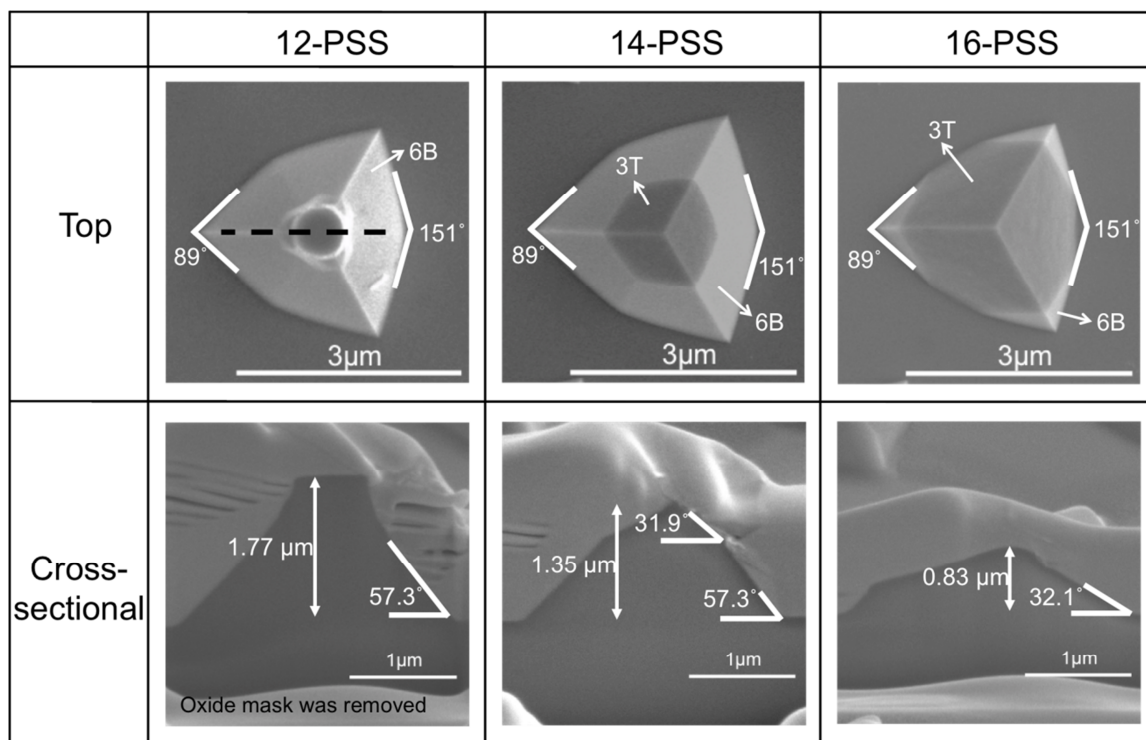 12-PSS
14-PSS
16-PSS
Top
6B
89°
151°
3μm
3T
89°
151°
6B
3μm
3T
89°
151°
6B
3μm
Cross-
sectional
1.77 μm
57.3°
1μm
Oxide mask was removed
31.9°
1.35 μm
57.3°
1μm
0.83 μm
32.1°
1μm